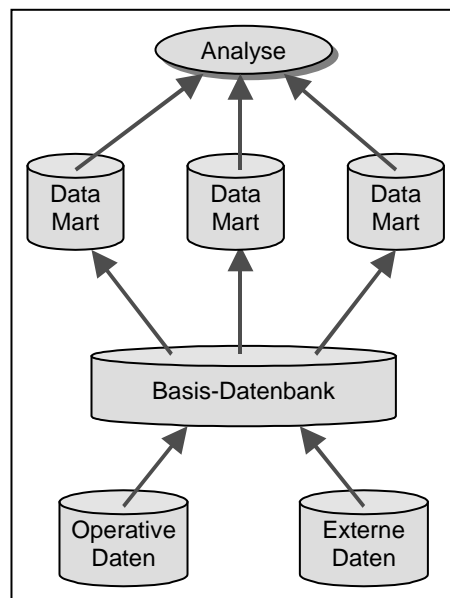 Analyse
Data
Mart
Data
Mart
Data
Mart
Basis-Datenbank
Operative
Daten
Externe
Daten